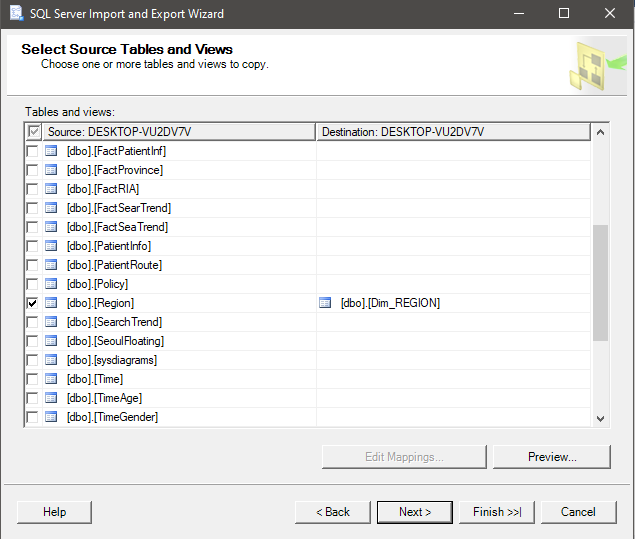 SQL Server Import and Export Wizard
Select Source Tables and Views
Choose one or more tables and views to copy.
Tables and views:
Source: DESKTOP-VU2DV7V Destination: DESKTOP-VU2DV7V
[dbo].[FactPatientInf]
[dbo].[FactProvince]
[dbo].[FactRIA]
[dbo].[FactSearTrend]
[dbo].[FactSeaTrend]
[dbo].[PatientInfo]
[dbo].[PatientRoute]
[dbo].[Policy]
[dbo].[Region] [dbo].[Dim_REGION]
[dbo].[SearchTrend]
[dbo].[SeoulFloating]
[dbo].[sysdiagrams]
[dbo].[Time]
[dbo].[TimeAge]
[dbo].[TimeGender]
Edit Mappings... Preview...
Help < Back Next > Finish >>| Cancel